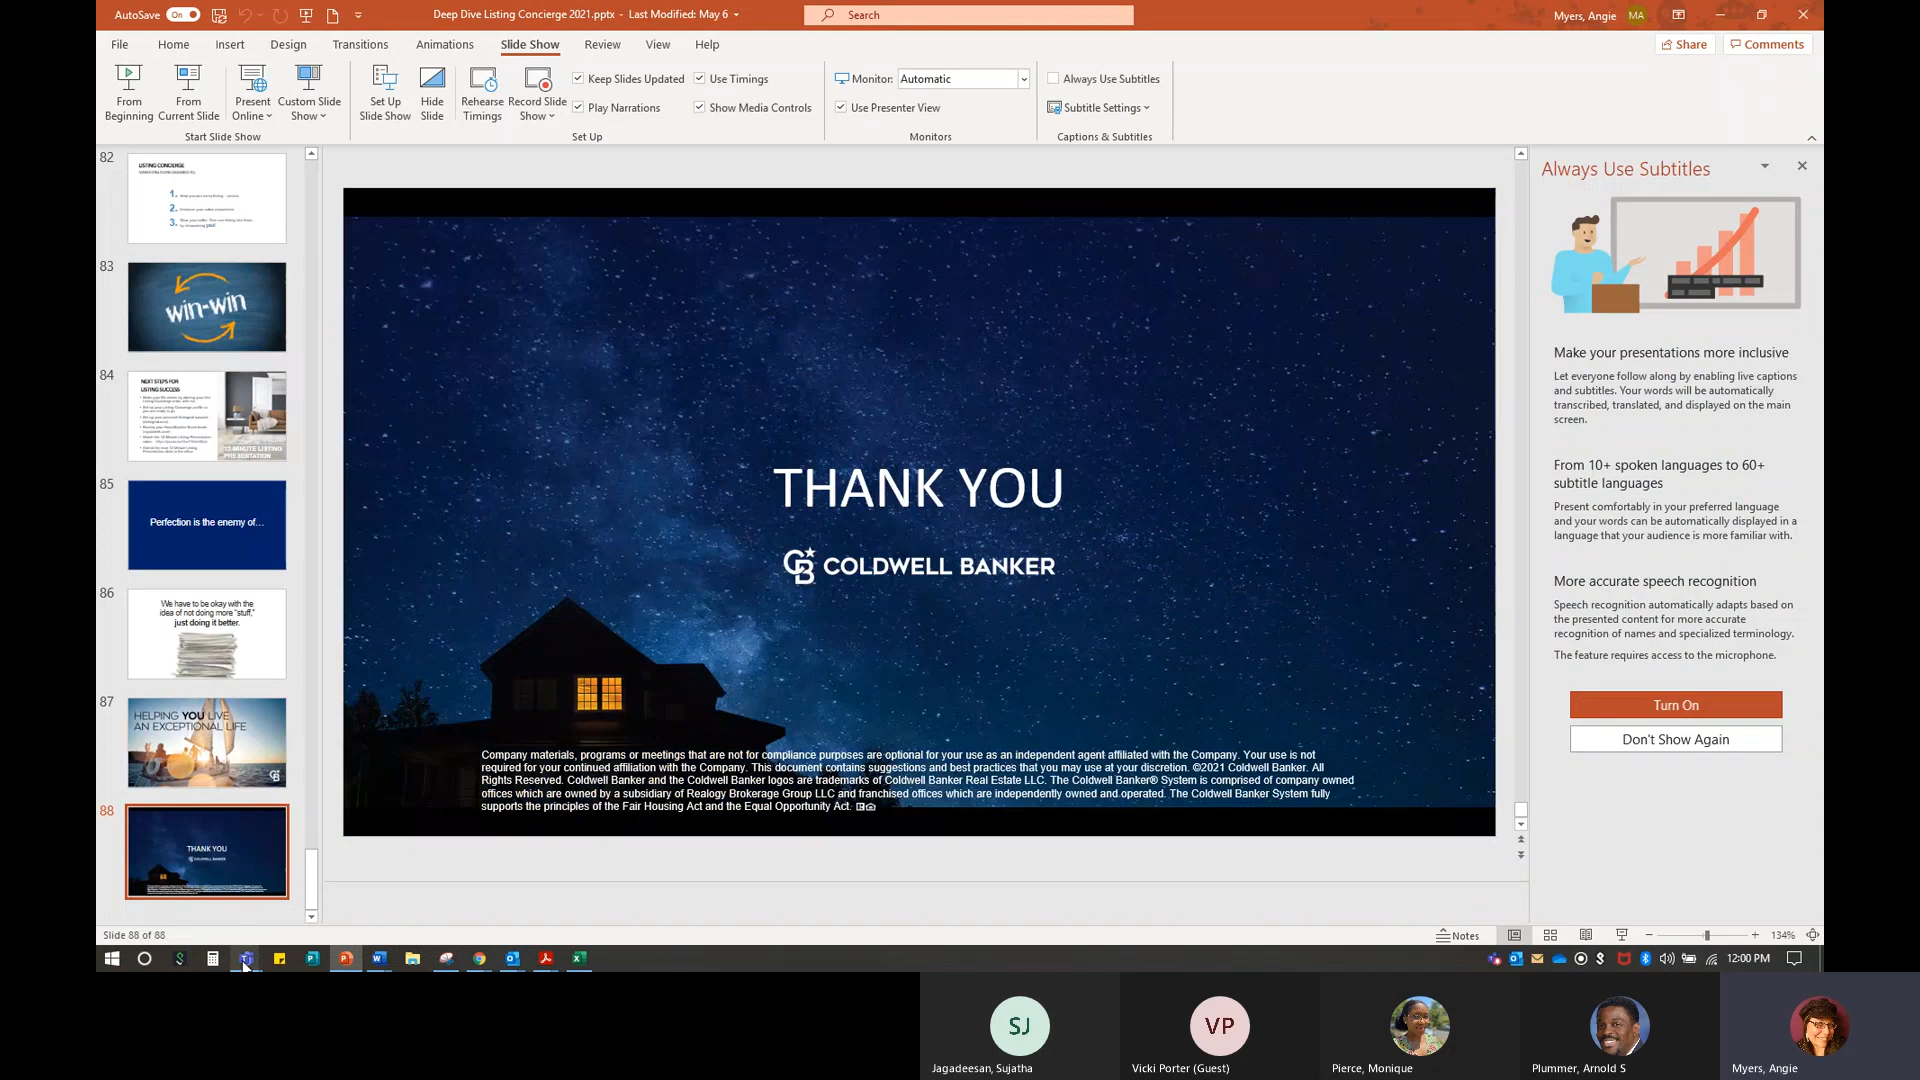 AutoSave On
Deep Dive Listing Concierge 2021.pptx - Last Modified: May 6
Search
Myers, Angie MA
File Home Insert Design Transitions Animations Slide Show Review View Help
Share Comments
From Beginning
From Current Slide
Present Online
Custom Slide Show
Start Slide Show
Set Up Slide Show
Hide Slide
Rehearse Timings
Record Slide Show
Keep Slides Updated
Use Timings
Play Narrations
Show Media Controls
Set Up
Monitor: Automatic
Use Presenter View
Monitors
Always Use Subtitles
Subtitle Settings
Captions & Subtitles
82
LISTING CONCIERGE
1.
2.
3.
83
win-win
84
NEXT STEPS FOR
LISTING SUCCESS
12-MINUTE LISTING
PRESENTATION
85
Perfection is the enemy of...
86
We have to be okay with the
idea of not doing more "stuff,"
just doing it better.
87
HELPING YOU LIVE
AN EXCEPTIONAL LIFE
88
THANK YOU
COLDWELL BANKER
THANK YOU
CB COLDWELL BANKER
Company materials, programs or meetings that are not for compliance purposes are optional for your use as an independent agent affiliated with the Company. Your use is not
required for your continued affiliation with the Company. This document contains suggestions and best practices that you may use at your discretion. ©2021 Coldwell Banker. All
Rights Reserved. Coldwell Banker and the Coldwell Banker logos are trademarks of Coldwell Banker Real Estate LLC. The Coldwell Banker® System is comprised of company owned
offices which are owned by a subsidiary of Realogy Brokerage Group LLC and franchised offices which are independently owned and operated. The Coldwell Banker System fully
supports the principles of the Fair Housing Act and the Equal Opportunity Act.
Always Use Subtitles
Make your presentations more inclusive
Let everyone follow along by enabling live captions
and subtitles. Your words will be automatically
transcribed, translated, and displayed on the main
screen.
From 10+ spoken languages to 60+
subtitle languages
Present comfortably in your preferred language
and your words can be automatically displayed in a
language that your audience is more familiar with.
More accurate speech recognition
Speech recognition automatically adapts based on
the presented content for more accurate
recognition of names and specialized terminology.
The feature requires access to the microphone.
Turn On
Don't Show Again
Slide 88 of 88
Notes
134%
12:00 PM
SJ
Jagadeesan, Sujatha
VP
Vicki Porter (Guest)
Pierce, Monique
Plummer, Arnold S
Myers, Angie